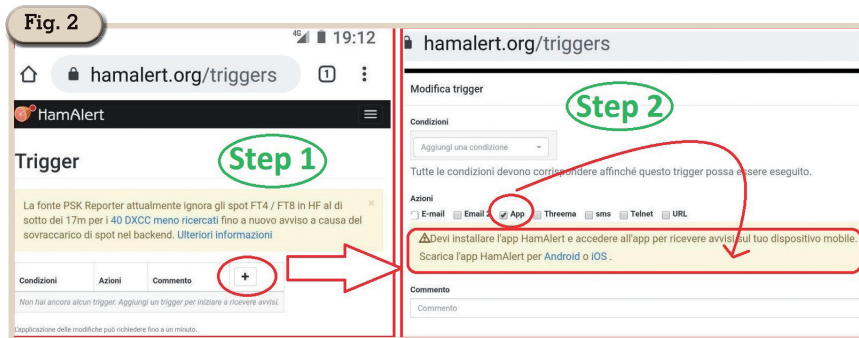 Fig. 2
4G 19:12
hamalert.org/triggers 1
HamAlert
Trigger
Step 1
La fonte PSK Reporter attualmente ignora gli spot FT4 / FT8 in HF al di
sotto dei 17m per i 40 DXCC meno ricercati fino a nuovo avviso a causa del
sovraccarico di spot nel backend. Ulteriori informazioni
×
Condizioni Azioni Commento +
Non hai ancora alcun trigger. Aggiungi un trigger per iniziare a ricevere avvisi.
L'applicazione delle modifiche può richiedere fino a un minuto.
hamalert.org/triggers
Modifica trigger
Step 2
Condizioni
Aggiungi una condizione
Tutte le condizioni devono corrispondere affinché questo trigger possa essere eseguito.
Azioni
E-mail Email 2 App Threema sms Telnet URL
Devi installare l'app HamAlert e accedere all'app per ricevere avvisi sul tuo dispositivo mobile.
Scarica l'app HamAlert per Android o iOS .
Commento
Commento